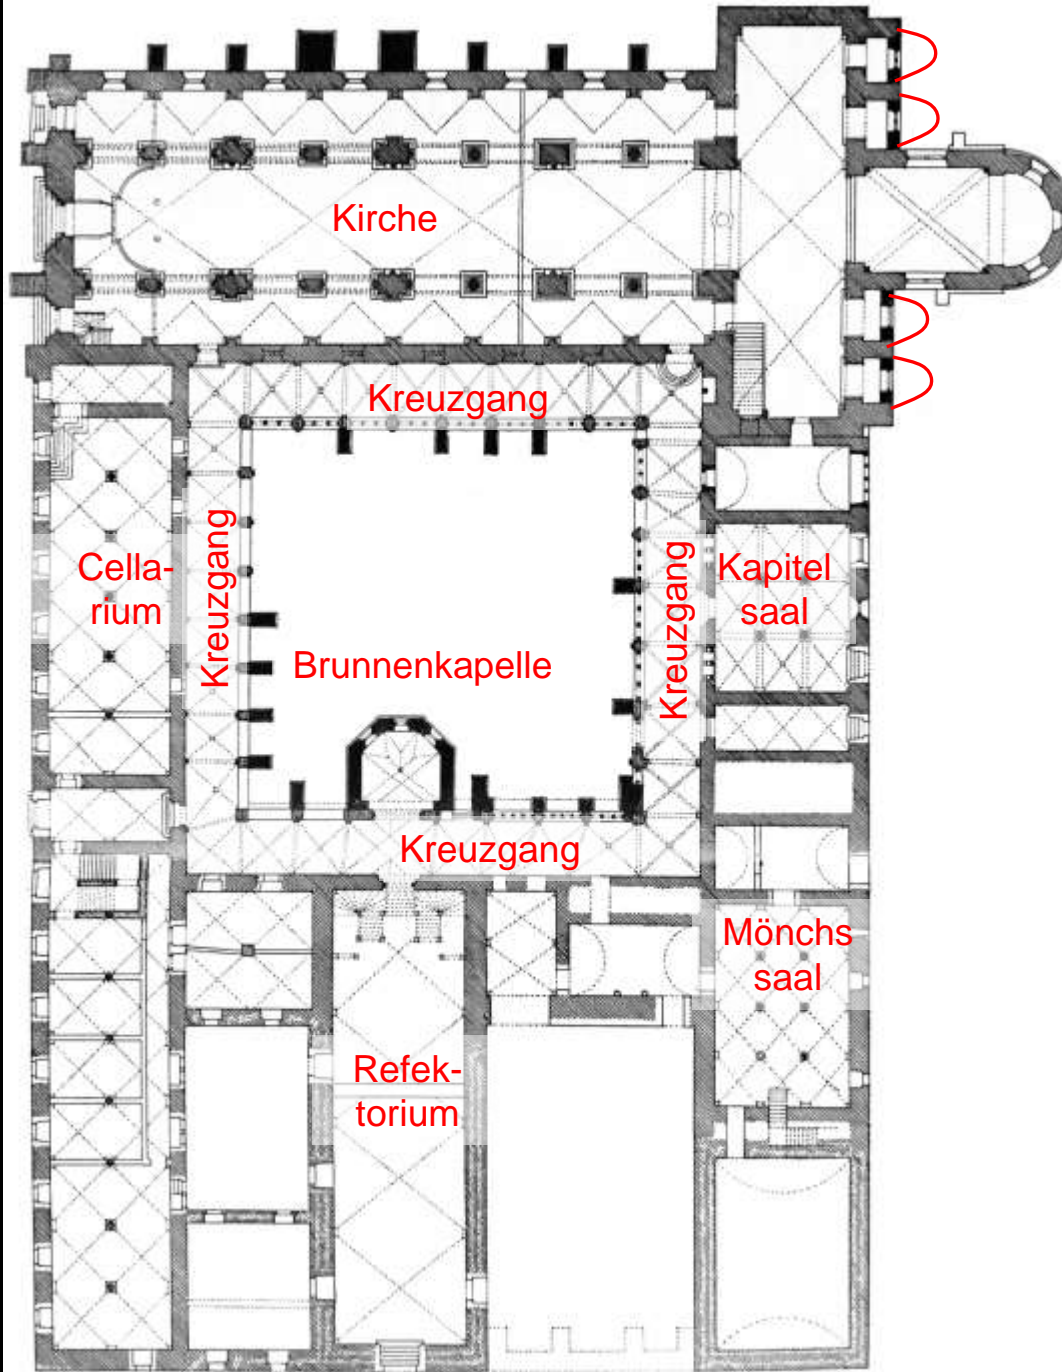 Kirche
Kreuzgang
Kreuzgang
Cella-
rium
Kreuzgang
Kapitel
saal
Brunnenkapelle
Kreuzgang
Mönchs
saal
Refek-
torium